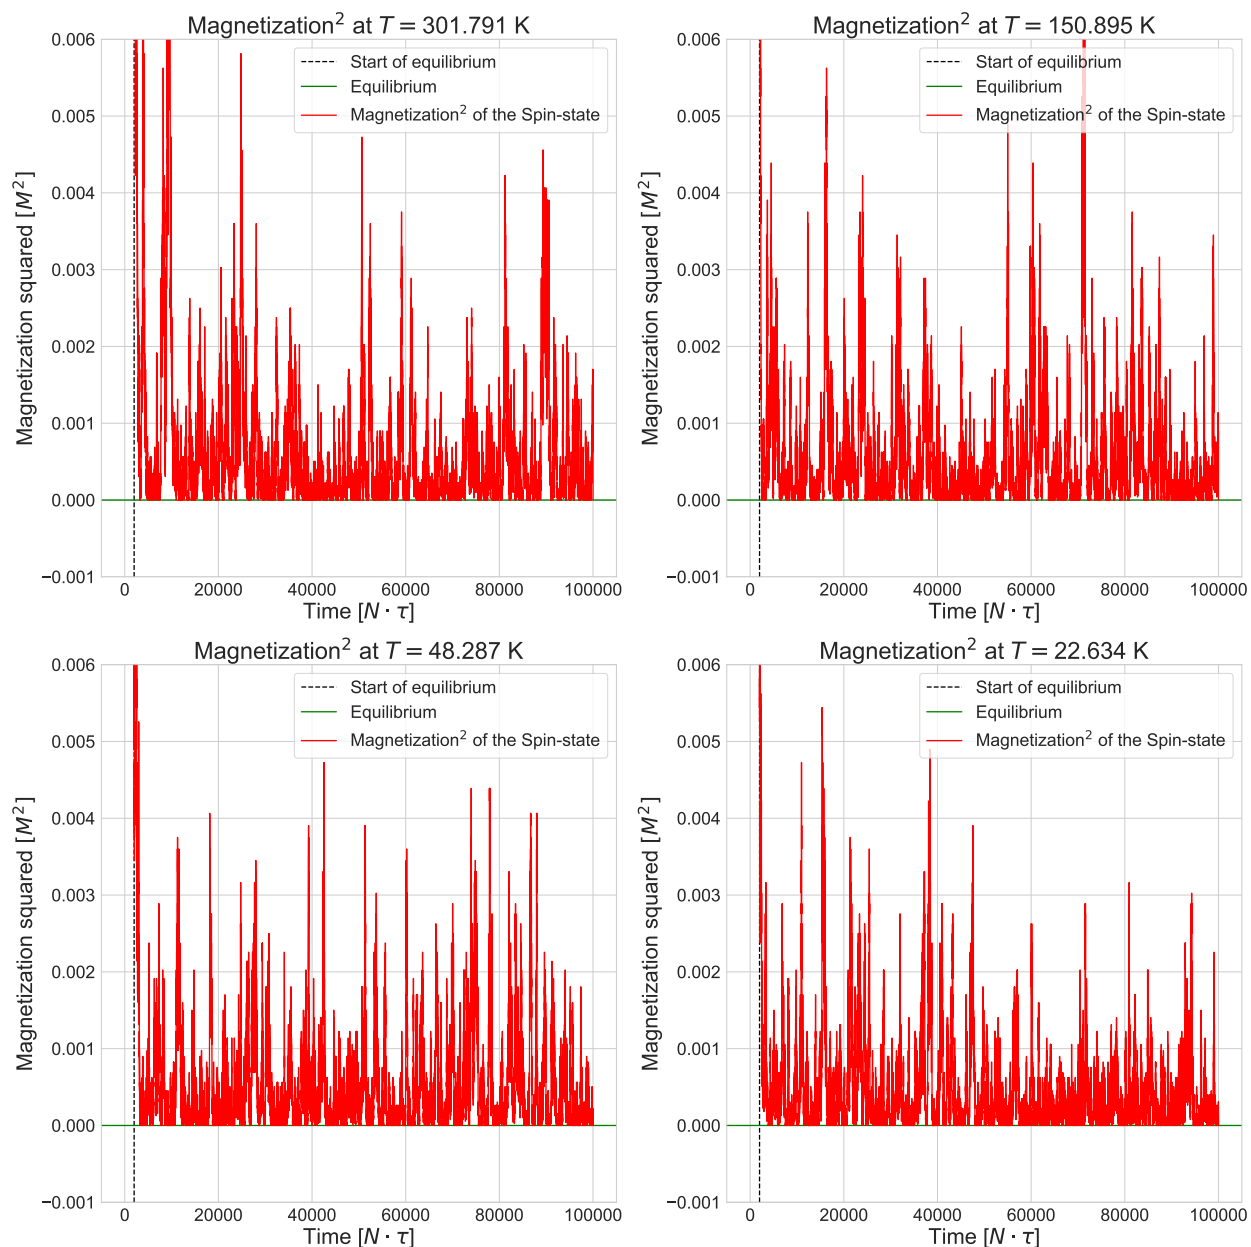 Magnetization² at T = 301.791 K
0.006
0.005
0.004
0.003
0.002
0.001
0.000
−0.001
Magnetization squared [M²]
Start of equilibrium
Equilibrium
Magnetization² of the Spin-state
0 20000 40000 60000 80000 100000
Time [N · τ]
Magnetization² at T = 150.895 K
0.006
0.005
0.004
0.003
0.002
0.001
0.000
−0.001
Magnetization squared [M²]
Start of equilibrium
Equilibrium
Magnetization² of the Spin-state
0 20000 40000 60000 80000 100000
Time [N · τ]
Magnetization² at T = 48.287 K
0.006
0.005
0.004
0.003
0.002
0.001
0.000
−0.001
Magnetization squared [M²]
Start of equilibrium
Equilibrium
Magnetization² of the Spin-state
0 20000 40000 60000 80000 100000
Time [N · τ]
Magnetization² at T = 22.634 K
0.006
0.005
0.004
0.003
0.002
0.001
0.000
−0.001
Magnetization squared [M²]
Start of equilibrium
Equilibrium
Magnetization² of the Spin-state
0 20000 40000 60000 80000 100000
Time [N · τ]